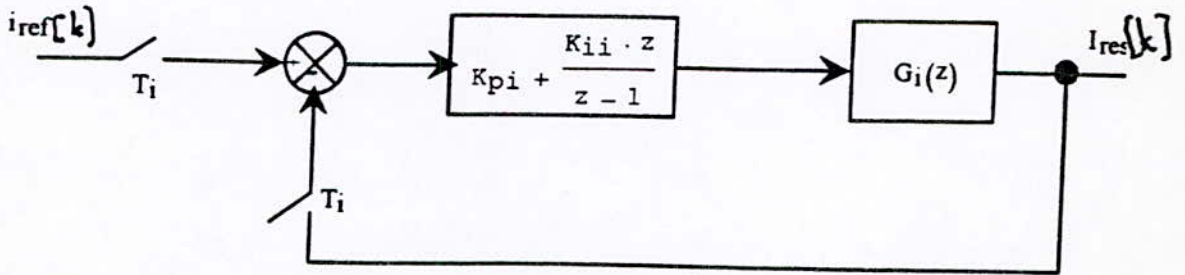 iref[k]
Ti
Kpi + Kii · z / z – 1
Gi(z)
Ires[k]
Ti